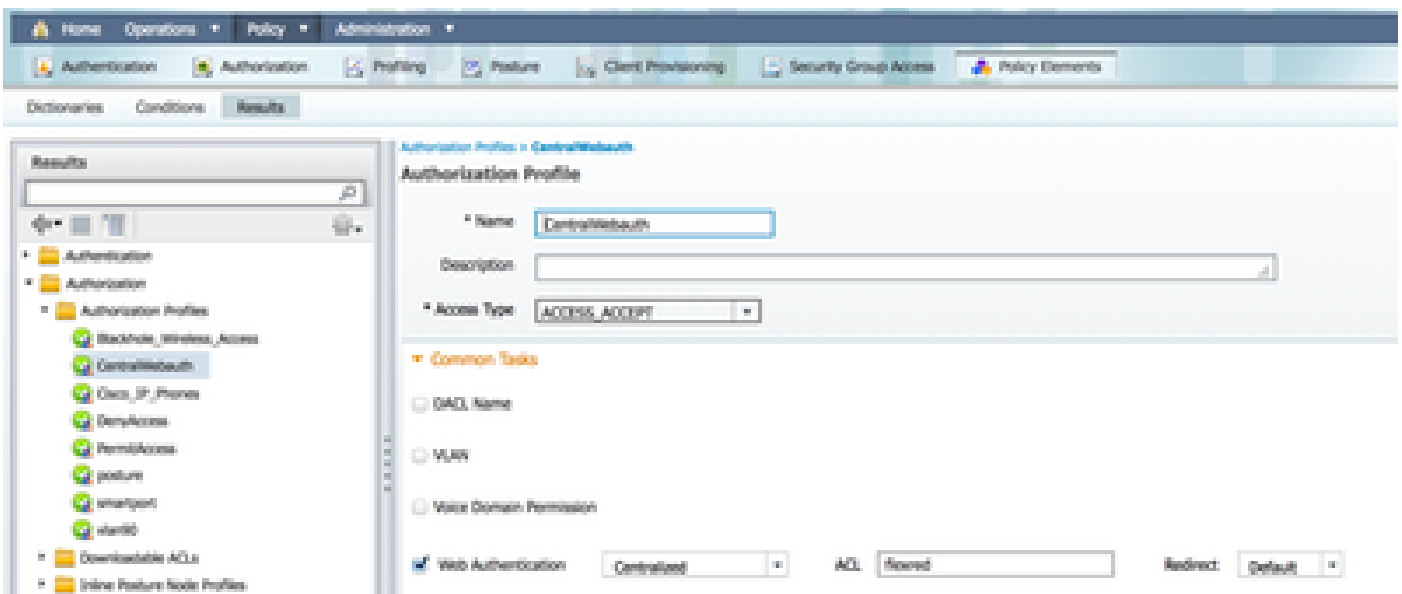 Home Operations Policy Administration
Authentication Authorization Profiling Posture Client Provisioning Security Group Access Policy Elements
Dictionaries Conditions Results
Results
Authorization Profiles > CentralWebauth
Authorization Profile
* Name CentralWebauth
Description
* Access Type ACCESS_ACCEPT
Common Tasks
DACL Name
VLAN
Voice Domain Permission
Web Authentication Centralized ACL flexred Redirect Default
Authentication
Authorization
Authorization Profiles
Blackhole_Wireless_Access
CentralWebauth
Cisco_IP_Phones
DenyAccess
PermitAccess
posture
smartport
vlan90
Downloadable ACLs
Inline Posture Node Profiles